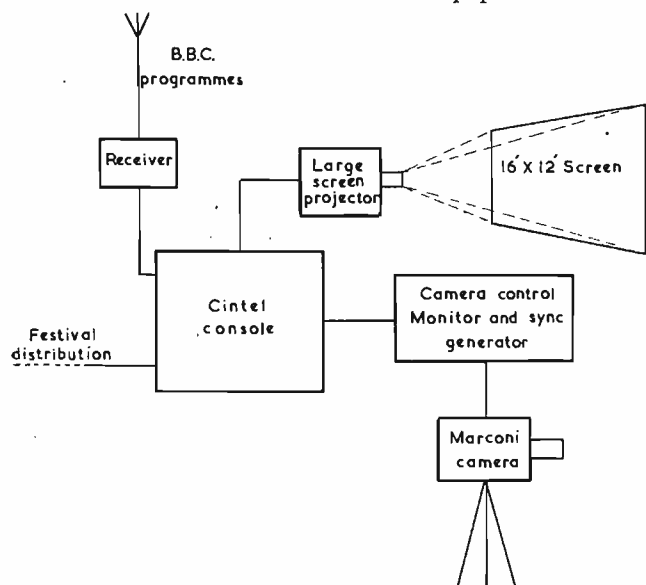 B.B.C.
programmes
Receiver
Large
screen
projector
16' X 12' Screen
Cintel
console
Camera control
Monitor and sync
generator
Festival
distribution
Marconi
camera